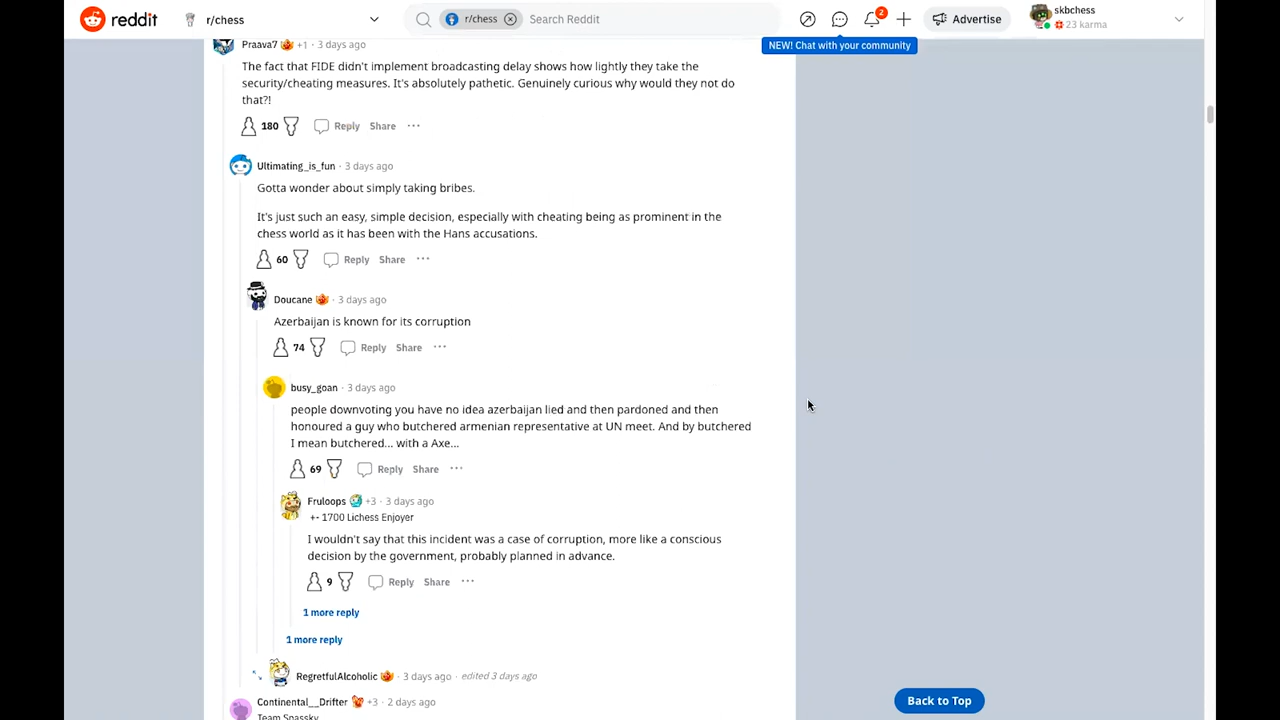 reddit
r/chess
r/chess
Search Reddit
2
Advertise
skbchess
23 karma
NEW! Chat with your community
Praava7 +1 · 3 days ago
The fact that FIDE didn't implement broadcasting delay shows how lightly they take the
security/cheating measures. It's absolutely pathetic. Genuinely curious why would they not do
that?!
180 Reply Share ···
Ultimating_is_fun · 3 days ago
Gotta wonder about simply taking bribes.
It's just such an easy, simple decision, especially with cheating being as prominent in the
chess world as it has been with the Hans accusations.
60 Reply Share ···
Doucane · 3 days ago
Azerbaijan is known for its corruption
74 Reply Share ···
busy_goan · 3 days ago
people downvoting you have no idea azerbaijan lied and then pardoned and then
honoured a guy who butchered armenian representative at UN meet. And by butchered
I mean butchered... with a Axe...
69 Reply Share ···
Fruloops +3 · 3 days ago
+- 1700 Lichess Enjoyer
I wouldn't say that this incident was a case of corruption, more like a conscious
decision by the government, probably planned in advance.
9 Reply Share ···
1 more reply
1 more reply
RegretfulAlcoholic · 3 days ago · edited 3 days ago
Continental__Drifter +3 · 2 days ago
Team Spassky
Back to Top